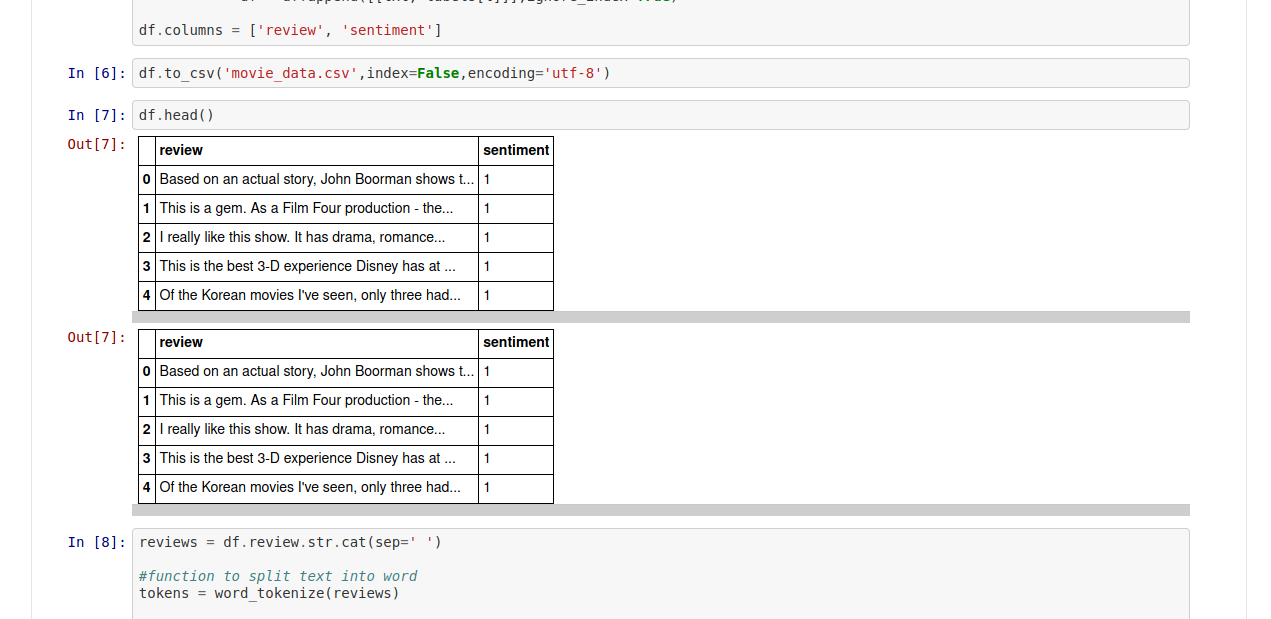 df.columns = ['review', 'sentiment']
In [6]: df.to_csv('movie_data.csv',index=False,encoding='utf-8')
In [7]: df.head()
Out[7]:
review sentiment
0 Based on an actual story, John Boorman shows t... 1
1 This is a gem. As a Film Four production - the... 1
2 I really like this show. It has drama, romance... 1
3 This is the best 3-D experience Disney has at ... 1
4 Of the Korean movies I've seen, only three had... 1
Out[7]:
review sentiment
0 Based on an actual story, John Boorman shows t... 1
1 This is a gem. As a Film Four production - the... 1
2 I really like this show. It has drama, romance... 1
3 This is the best 3-D experience Disney has at ... 1
4 Of the Korean movies I've seen, only three had... 1
In [8]: reviews = df.review.str.cat(sep=' ')
#function to split text into word
tokens = word_tokenize(reviews)